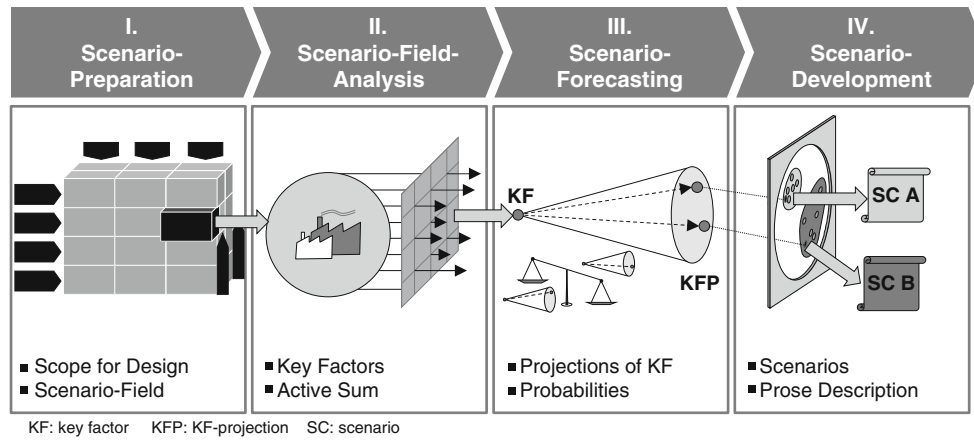 I.
Scenario-
Preparation
II.
Scenario-Field-
Analysis
III.
Scenario-
Forecasting
IV.
Scenario-
Development
KF
KFP
SC A
SC B
■ Scope for Design
■ Scenario-Field
■ Key Factors
■ Active Sum
■ Projections of KF
■ Probabilities
■ Scenarios
■ Prose Description
KF: key factor KFP: KF-projection SC: scenario